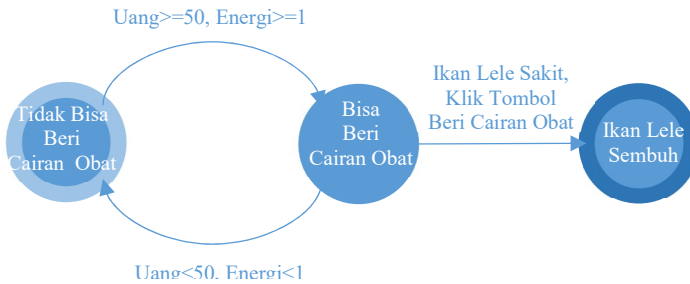 Uang>=50, Energi>=1
Tidak Bisa
Beri
Cairan Obat
Bisa
Beri
Cairan Obat
Ikan Lele Sakit,
Klik Tombol
Beri Cairan Obat
Ikan Lele
Sembuh
Uang<50, Energi<1